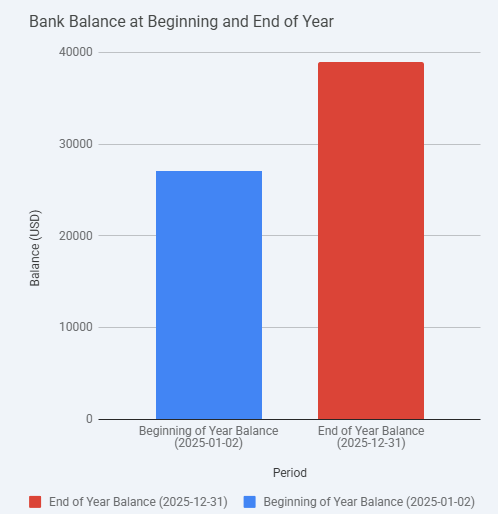 Bank Balance at Beginning and End of Year
40000
30000
20000
10000
0
Balance (USD)
Beginning of Year Balance
(2025-01-02)
End of Year Balance
(2025-12-31)
Period
End of Year Balance (2025-12-31)
Beginning of Year Balance (2025-01-02)